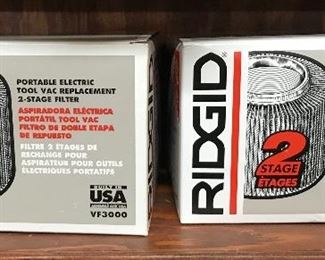 PORTABLE ELECTRIC
TOOL VAC REPLACEMENT
2-STAGE FILTER
ASPIRADORA ELÉCTRICA
PORTÁTIL TOOL VAC
FILTRO DE DOBLE ETAPA
DE REPUESTO
FILTRE 2 ÉTAGES DE
RECHANGE POUR
ASPIRATEUR POUR OUTILS
ÉLECTRIQUES PORTATIFS
BUILT IN
USA
VF3000
RIDGID®
2
STAGE
ÉTAGES